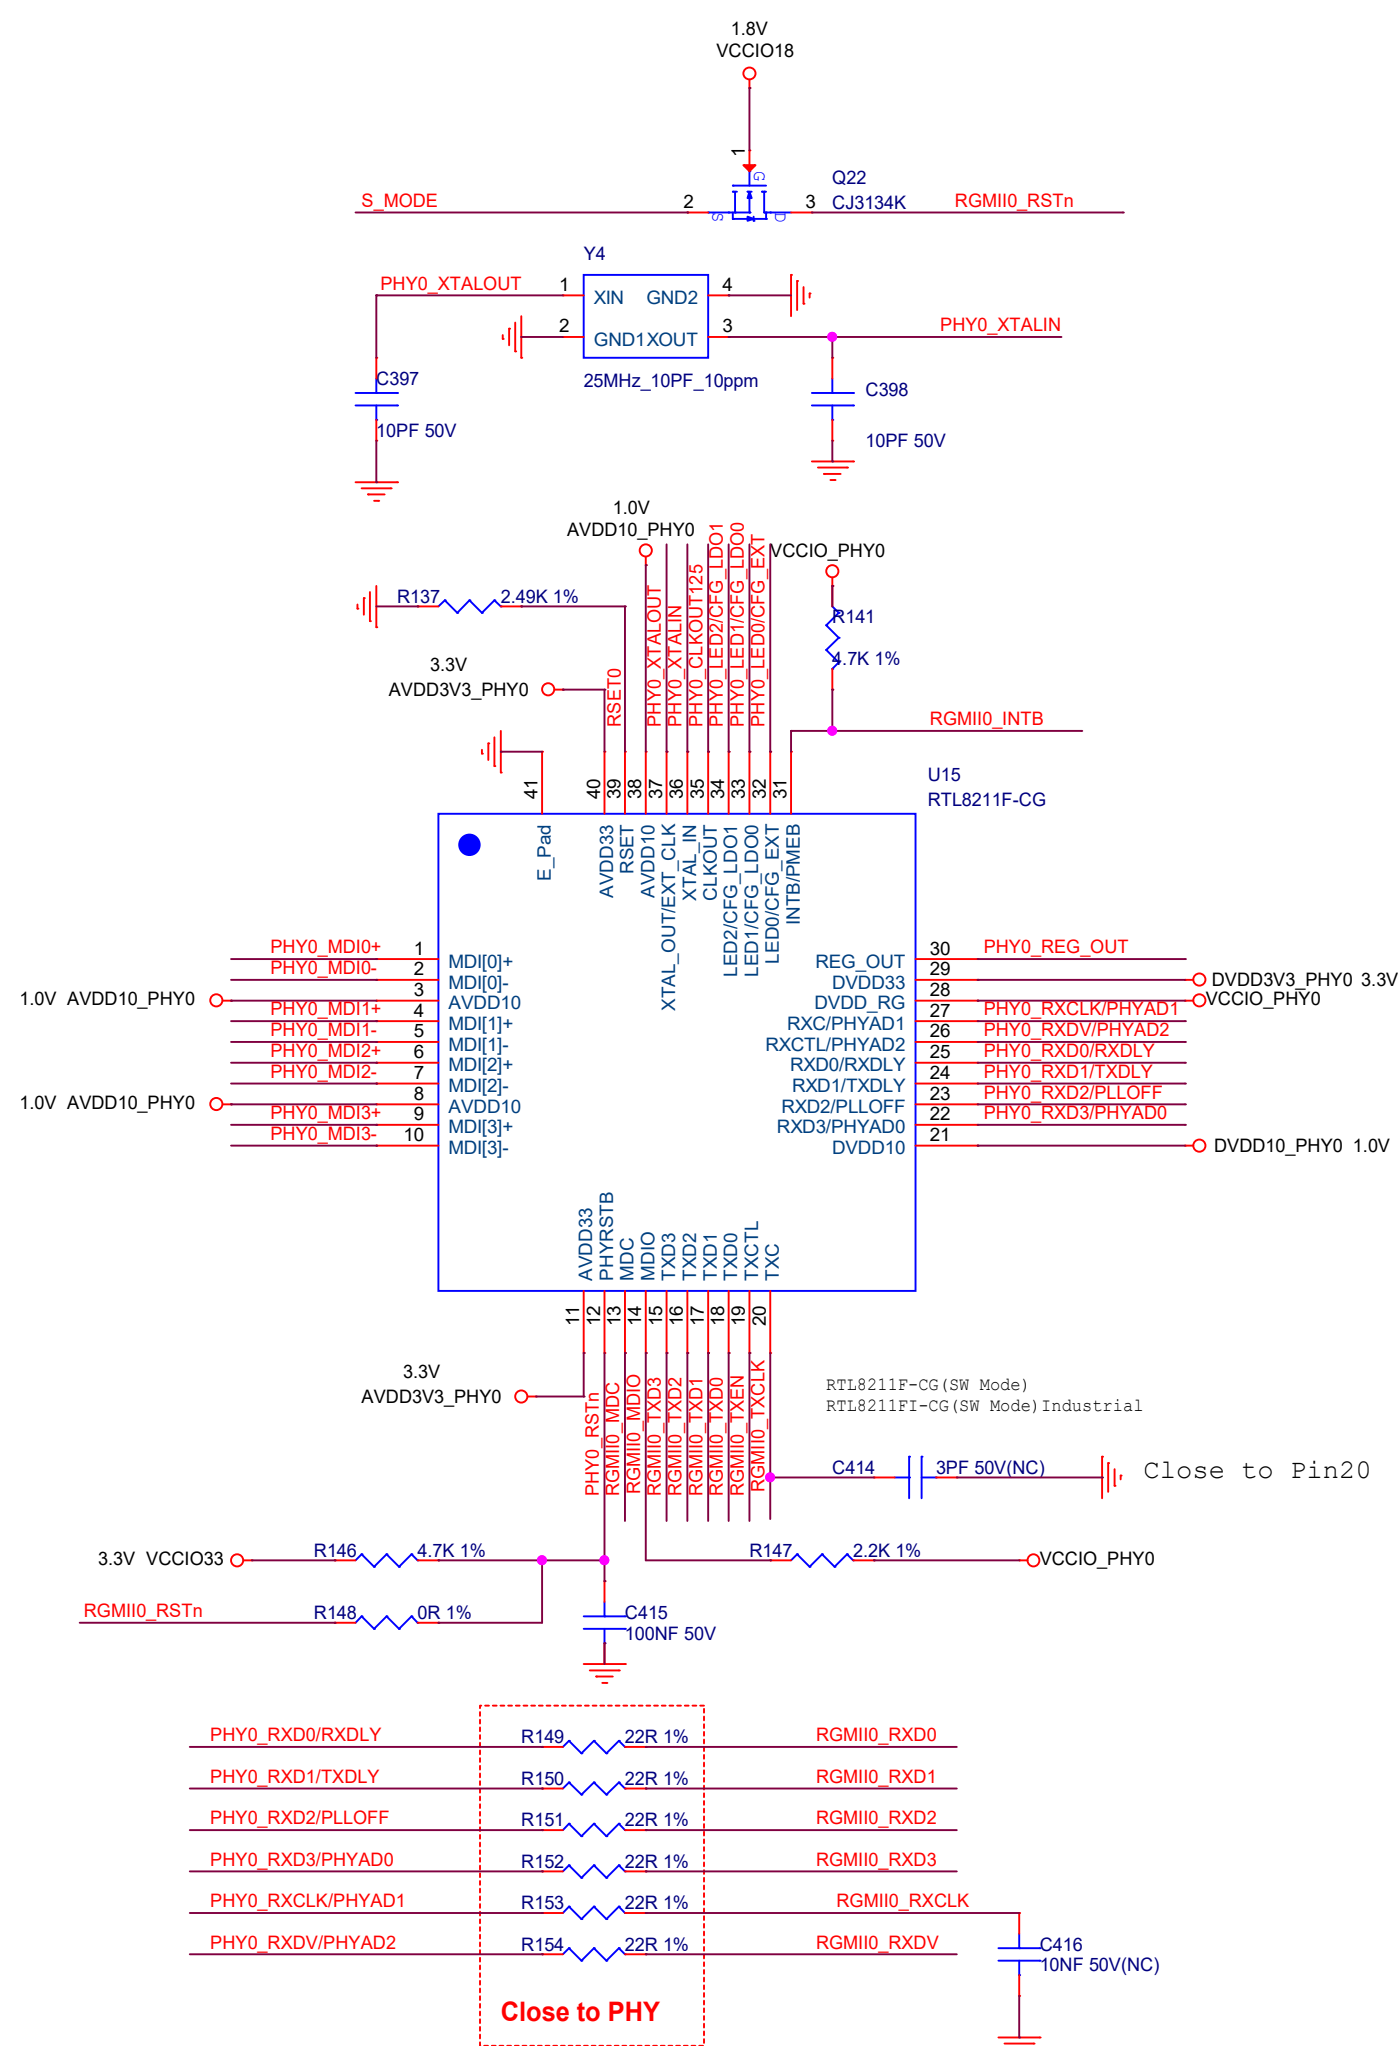 1.8V
VCCIO18
1
G
Q22
S_MODE
2
3
CJ3134K
RGMII0_RSTn
S
D
Y4
PHY0_XTALOUT
1
XIN
GND2
4
2
GND1
XOUT
3
PHY0_XTALIN
25MHz_10PF_10ppm
C397
10PF 50V
C398
10PF 50V
1.0V
AVDD10_PHY0
VCCIO_PHY0
R137
2.49K 1%
R141
4.7K 1%
3.3V
AVDD3V3_PHY0
RSET0
PHY0_XTALOUT
PHY0_XTALIN
PHY0_CLKOUT125
PHY0_LED2/CFG_LDO1
PHY0_LED1/CFG_LDO0
PHY0_LED0/CFG_EXT
RGMII0_INTB
U15
RTL8211F-CG
41
40
39
38
37
36
35
34
33
32
31
E_Pad
AVDD33
RSET
AVDD10
XTAL_OUT/EXT_CLK
XTAL_IN
CLKOUT
LED2/CFG_LDO1
LED1/CFG_LDO0
LED0/CFG_EXT
INTB/PMEB
PHY0_MDI0+ 1 MDI[0]+
PHY0_MDI0- 2 MDI[0]-
1.0V AVDD10_PHY0 3 AVDD10
PHY0_MDI1+ 4 MDI[1]+
PHY0_MDI1- 5 MDI[1]-
PHY0_MDI2+ 6 MDI[2]+
PHY0_MDI2- 7 MDI[2]-
1.0V AVDD10_PHY0 8 AVDD10
PHY0_MDI3+ 9 MDI[3]+
PHY0_MDI3- 10 MDI[3]-
REG_OUT 30 PHY0_REG_OUT
DVDD33 29 DVDD3V3_PHY0 3.3V
DVDD_RG 28 VCCIO_PHY0
RXC/PHYAD1 27 PHY0_RXCLK/PHYAD1
RXCTL/PHYAD2 26 PHY0_RXDV/PHYAD2
RXD0/RXDLY 25 PHY0_RXD0/RXDLY
RXD1/TXDLY 24 PHY0_RXD1/TXDLY
RXD2/PLLOFF 23 PHY0_RXD2/PLLOFF
RXD3/PHYAD0 22 PHY0_RXD3/PHYAD0
DVDD10 21 DVDD10_PHY0 1.0V
AVDD33
PHYRSTB
MDC
MDIO
TXD3
TXD2
TXD1
TXD0
TXCTL
TXC
11
12
13
14
15
16
17
18
19
20
3.3V
AVDD3V3_PHY0
PHY0_RSTn
RGMII0_MDC
RGMII0_MDIO
RGMII0_TXD3
RGMII0_TXD2
RGMII0_TXD1
RGMII0_TXD0
RGMII0_TXEN
RGMII0_TXCLK
RTL8211F-CG(SW Mode)
RTL8211FI-CG(SW Mode)Industrial
C414 3PF 50V(NC) Close to Pin20
3.3V VCCIO33 R146 4.7K 1%
R147 2.2K 1% VCCIO_PHY0
RGMII0_RSTn R148 0R 1%
C415
100NF 50V
PHY0_RXD0/RXDLY R149 22R 1% RGMII0_RXD0
PHY0_RXD1/TXDLY R150 22R 1% RGMII0_RXD1
PHY0_RXD2/PLLOFF R151 22R 1% RGMII0_RXD2
PHY0_RXD3/PHYAD0 R152 22R 1% RGMII0_RXD3
PHY0_RXCLK/PHYAD1 R153 22R 1% RGMII0_RXCLK
PHY0_RXDV/PHYAD2 R154 22R 1% RGMII0_RXDV
C416
10NF 50V(NC)
Close to PHY